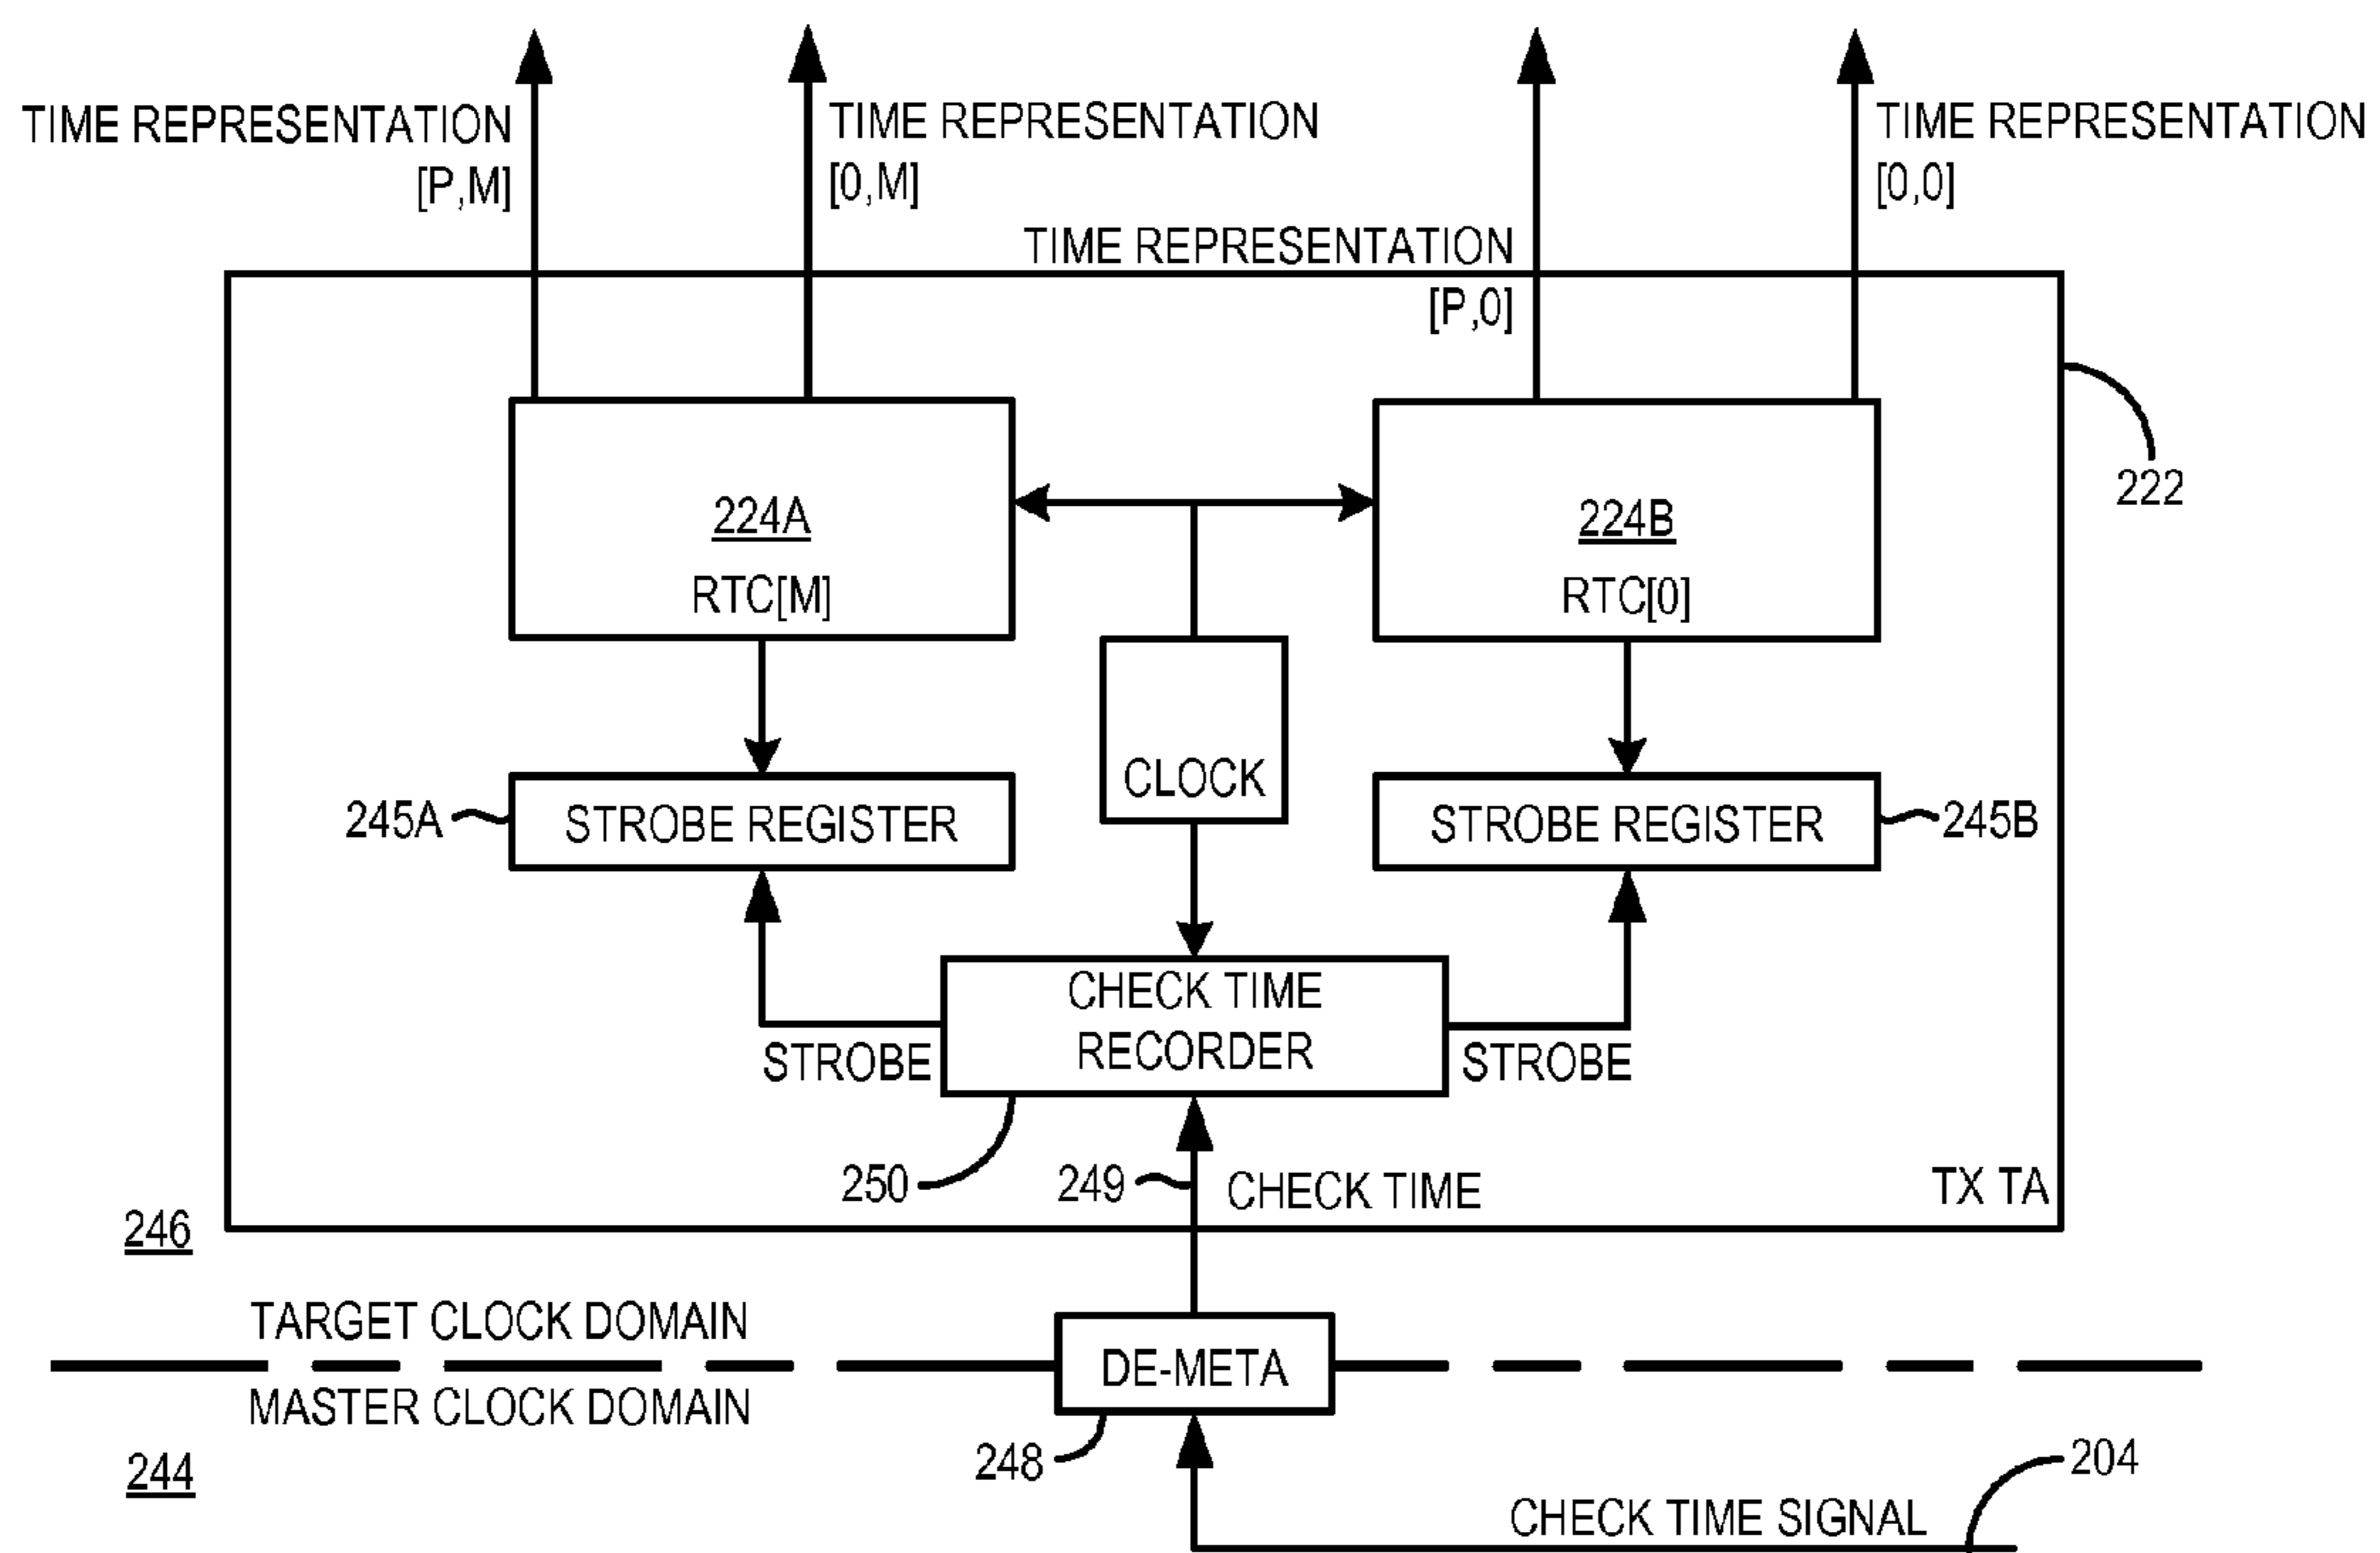 TIME REPRESENTATION
[P,M]
TIME REPRESENTATION
[0,M]
TIME REPRESENTATION
[P,0]
TIME REPRESENTATION
[0,0]
222
224A
RTC[M]
224B
RTC[0]
CLOCK
245A
STROBE REGISTER
STROBE REGISTER
245B
CHECK TIME
RECORDER
STROBE
STROBE
250
249
CHECK TIME
TX TA
246
TARGET CLOCK DOMAIN
DE-META
MASTER CLOCK DOMAIN
248
244
204
CHECK TIME SIGNAL